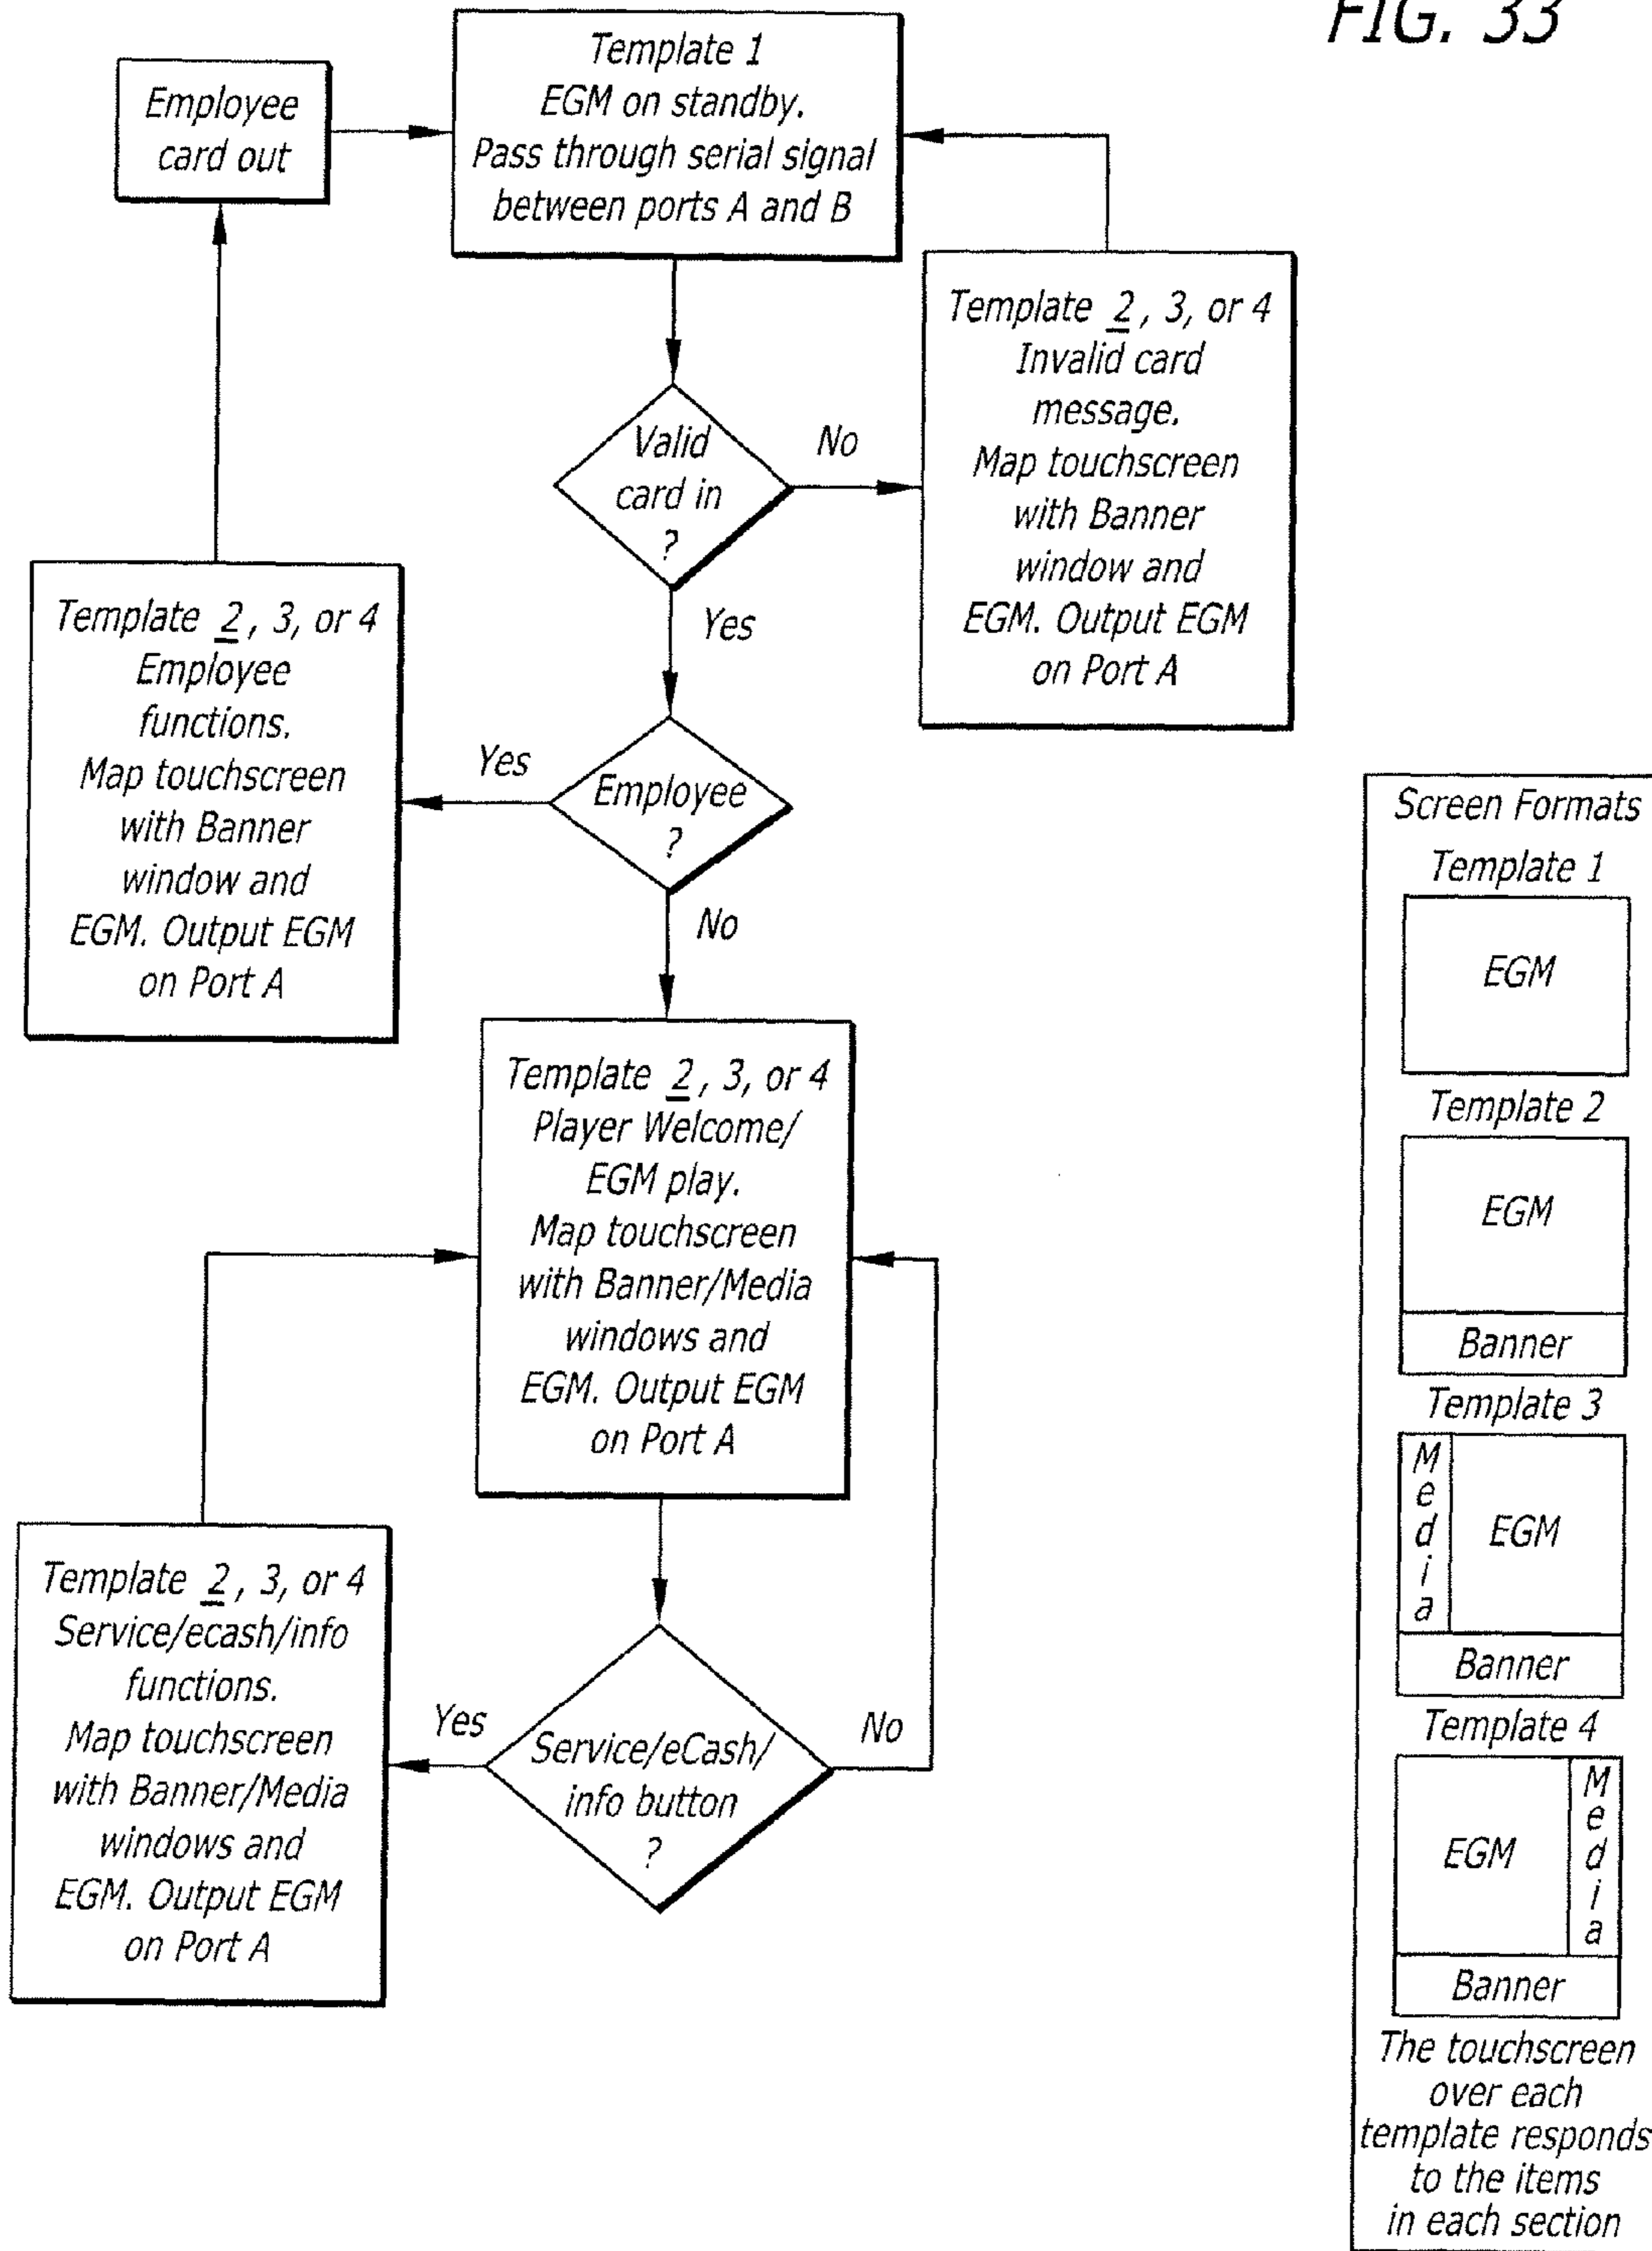 FIG. 33
Employee
card out
Template 1
EGM on standby.
Pass through serial signal
between ports A and B
Template 2, 3, or 4
Invalid card
message.
Map touchscreen
with Banner
window and
EGM. Output EGM
on Port A
Valid
card in
?
No
Yes
Template 2, 3, or 4
Employee
functions.
Map touchscreen
with Banner
window and
EGM. Output EGM
on Port A
Yes
Employee
?
No
Template 2, 3, or 4
Player Welcome/
EGM play.
Map touchscreen
with Banner/Media
windows and
EGM. Output EGM
on Port A
Template 2, 3, or 4
Service/ecash/info
functions.
Map touchscreen
with Banner/Media
windows and
EGM. Output EGM
on Port A
Yes
Service/eCash/
info button
?
No
Screen Formats
Template 1
EGM
Template 2
EGM
Banner
Template 3
Media
EGM
Banner
Template 4
EGM
Media
Banner
The touchscreen
over each
template responds
to the items
in each section